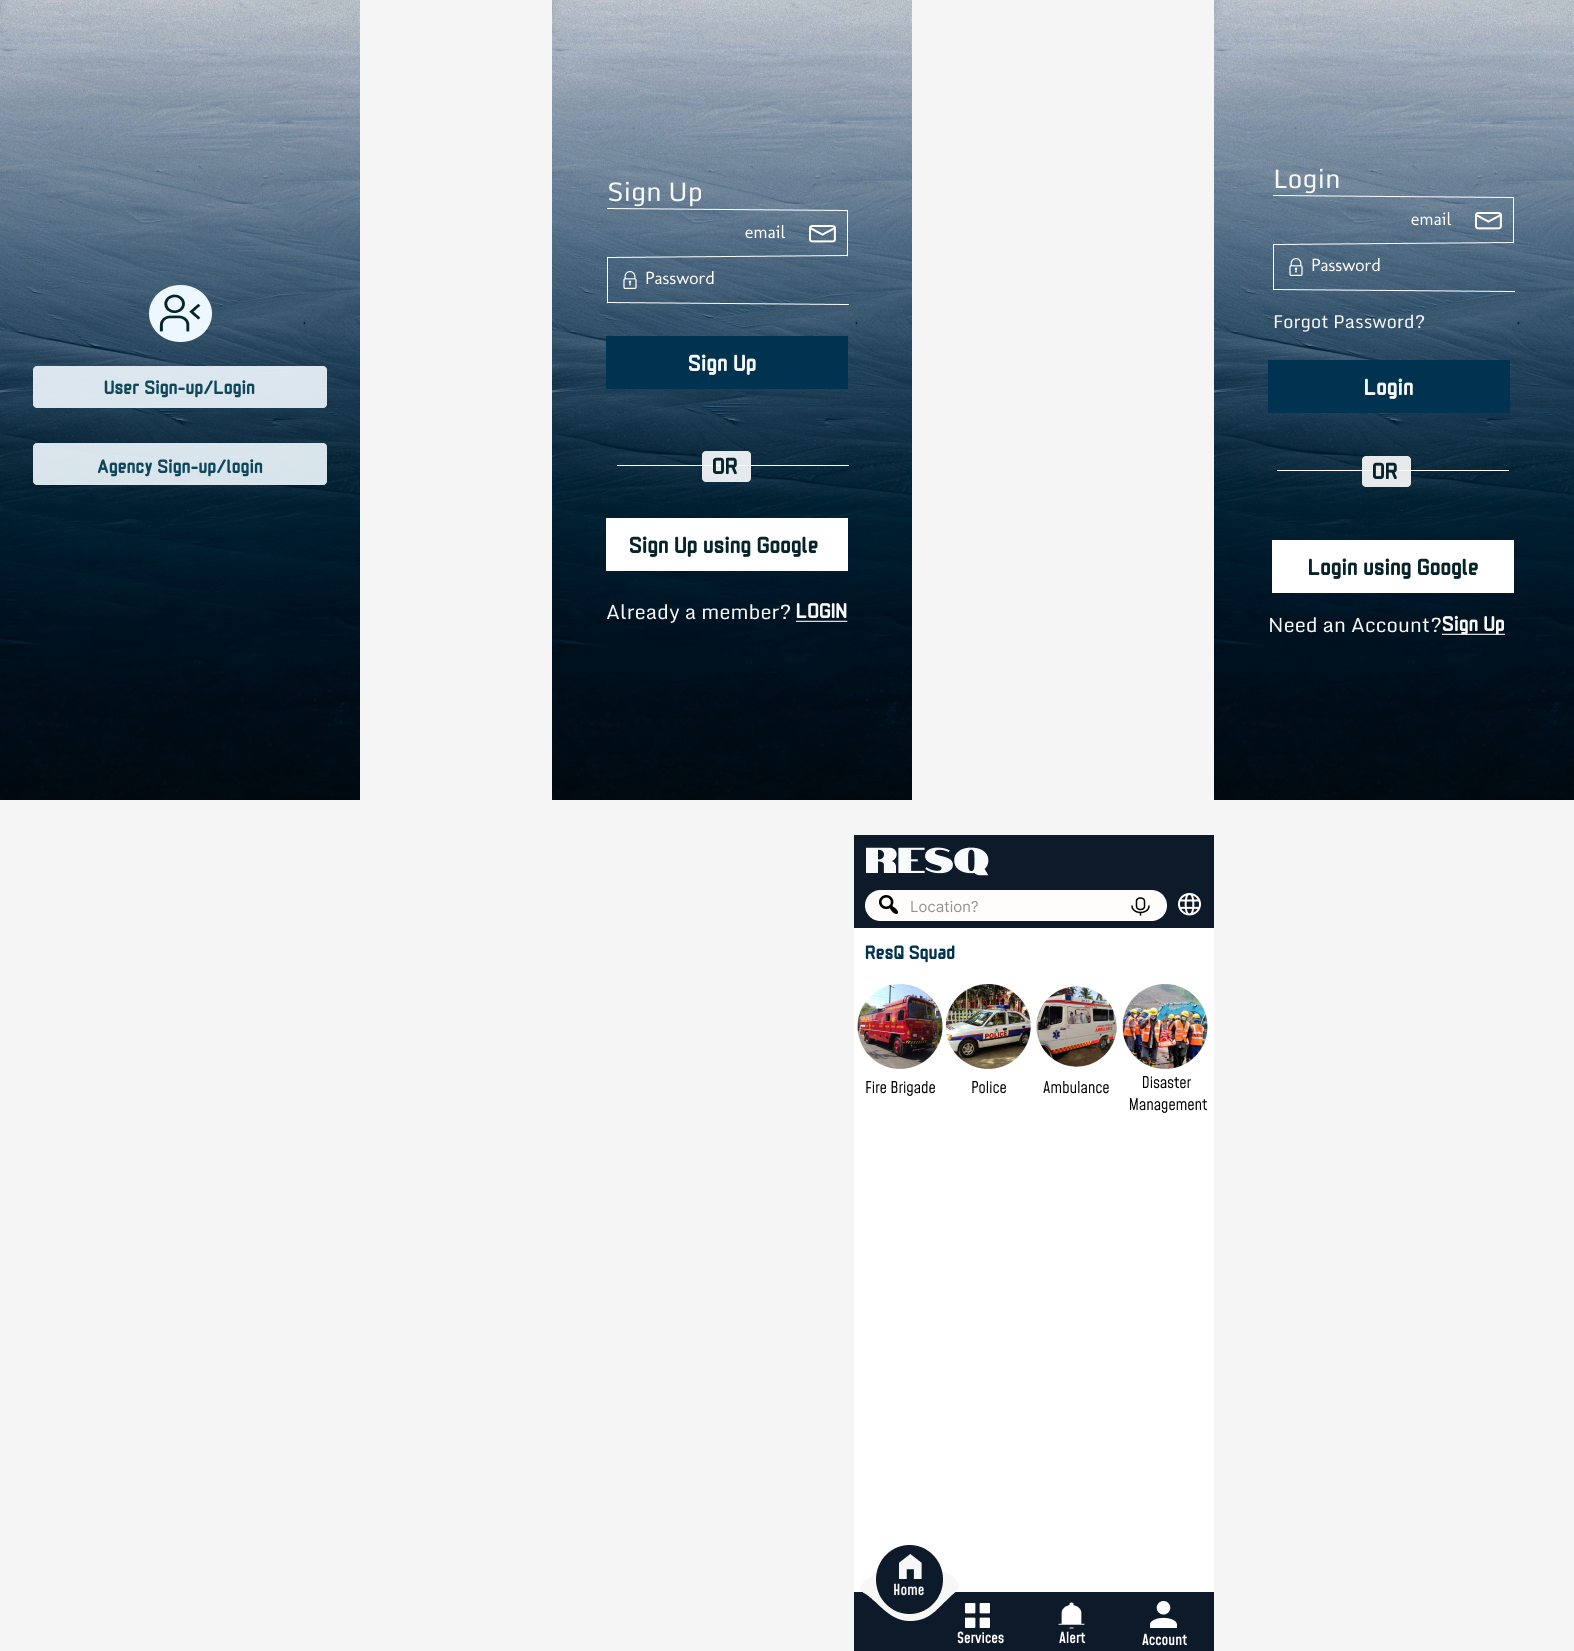 User Sign-up/Login
Agency Sign-up/login
Sign Up
email
Password
Sign Up
OR
Sign Up using Google
Already a member? LOGIN
Login
email
Password
Forgot Password?
Login
OR
Login using Google
Need an Account?Sign Up
RESQ
Location?
ResQ Squad
POLICE
AMBULANCE
Fire Brigade
Police
Ambulance
Disaster
Management
Home
Services
Alert
Account